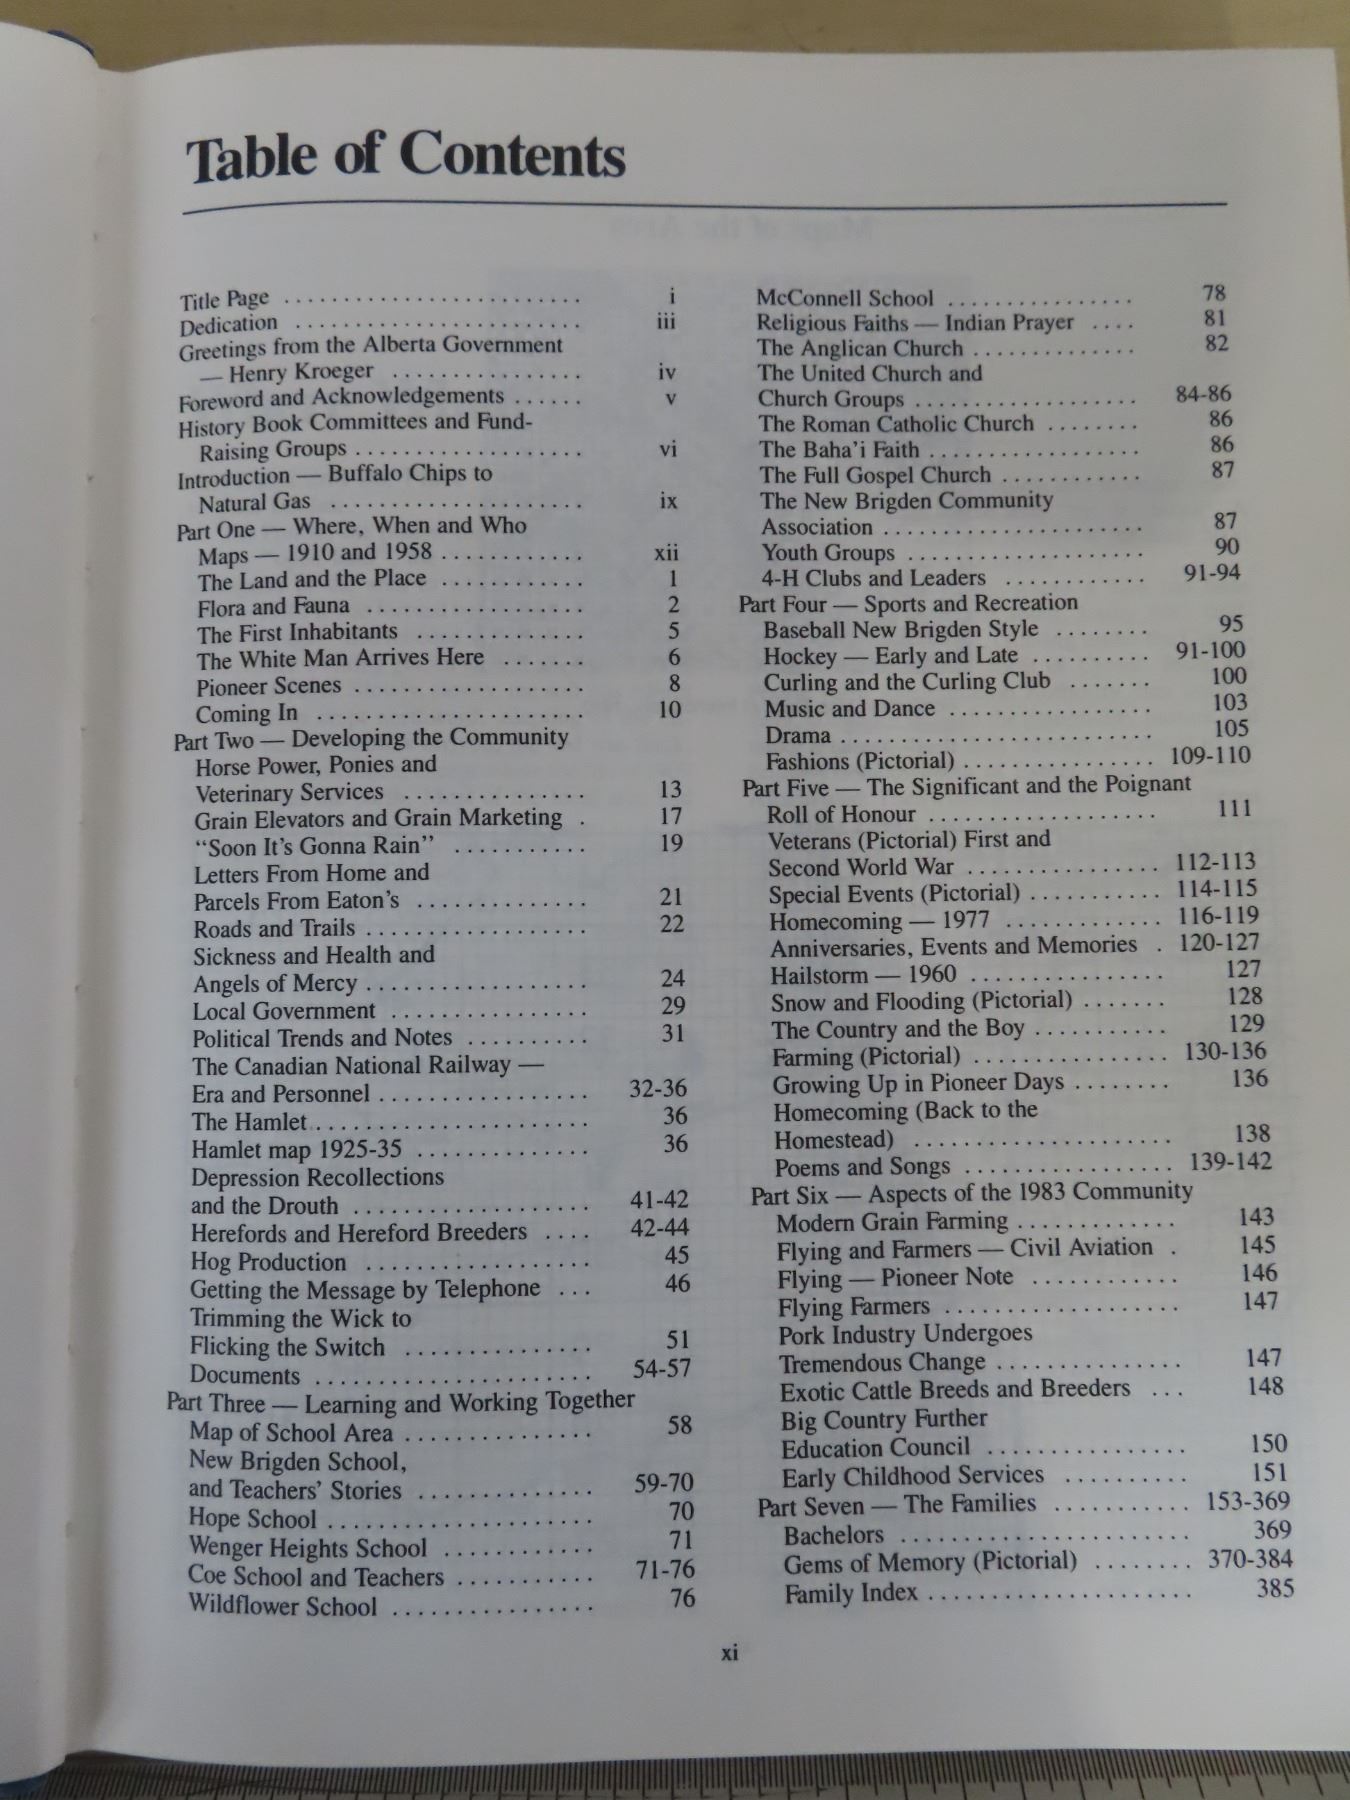 Table of Contents
Title Page ......................... i
Dedication ........................ iii
Greetings from the Alberta Government
— Henry Kroeger ................ iv
Foreword and Acknowledgements ...... v
History Book Committees and Fund-
Raising Groups ................... vi
Introduction — Buffalo Chips to
Natural Gas ...................... ix
Part One — Where, When and Who
Maps — 1910 and 1958 ............ xii
The Land and the Place ............ 1
Flora and Fauna ................... 2
The First Inhabitants .............. 5
The White Man Arrives Here ....... 6
Pioneer Scenes .................... 8
Coming In ....................... 10
Part Two — Developing the Community
Horse Power, Ponies and
Veterinary Services ............... 13
Grain Elevators and Grain Marketing . 17
“Soon It’s Gonna Rain” ........... 19
Letters From Home and
Parcels From Eaton’s .............. 21
Roads and Trails ................... 22
Sickness and Health and
Angels of Mercy ................... 24
Local Government ................. 29
Political Trends and Notes .......... 31
The Canadian National Railway —
Era and Personnel .................. 32-36
The Hamlet ....................... 36
Hamlet map 1925-35 .............. 36
Depression Recollections
and the Drouth .................... 41-42
Herefords and Hereford Breeders .... 42-44
Hog Production ................... 45
Getting the Message by Telephone ... 46
Trimming the Wick to
Flicking the Switch ............... 51
Documents ....................... 54-57
Part Three — Learning and Working Together
Map of School Area ............... 58
New Brigden School,
and Teachers’ Stories .............. 59-70
Hope School ...................... 70
Wenger Heights School ............ 71
Coe School and Teachers ........... 71-76
Wildflower School ................ 76
McConnell School ................ 78
Religious Faiths — Indian Prayer .... 81
The Anglican Church .............. 82
The United Church and
Church Groups ................... 84-86
The Roman Catholic Church ........ 86
The Baha’i Faith .................. 86
The Full Gospel Church ............ 87
The New Brigden Community
Association ...................... 87
Youth Groups .................... 90
4-H Clubs and Leaders ............ 91-94
Part Four — Sports and Recreation
Baseball New Brigden Style ........ 95
Hockey — Early and Late .......... 91-100
Curling and the Curling Club ....... 100
Music and Dance ................. 103
Drama .......................... 105
Fashions (Pictorial) ................ 109-110
Part Five — The Significant and the Poignant
Roll of Honour ................... 111
Veterans (Pictorial) First and
Second World War ................ 112-113
Special Events (Pictorial) ........... 114-115
Homecoming — 1977 ............. 116-119
Anniversaries, Events and Memories . 120-127
Hailstorm — 1960 ................ 127
Snow and Flooding (Pictorial) ....... 128
The Country and the Boy ........... 129
Farming (Pictorial) ................ 130-136
Growing Up in Pioneer Days ........ 136
Homecoming (Back to the
Homestead) ...................... 138
Poems and Songs ................. 139-142
Part Six — Aspects of the 1983 Community
Modern Grain Farming ............. 143
Flying and Farmers — Civil Aviation . 145
Flying — Pioneer Note ............ 146
Flying Farmers .................... 147
Pork Industry Undergoes
Tremendous Change ............... 147
Exotic Cattle Breeds and Breeders ... 148
Big Country Further
Education Council ................ 150
Early Childhood Services .......... 151
Part Seven — The Families ........... 153-369
Bachelors ........................ 369
Gems of Memory (Pictorial) ........ 370-384
Family Index ..................... 385
xi